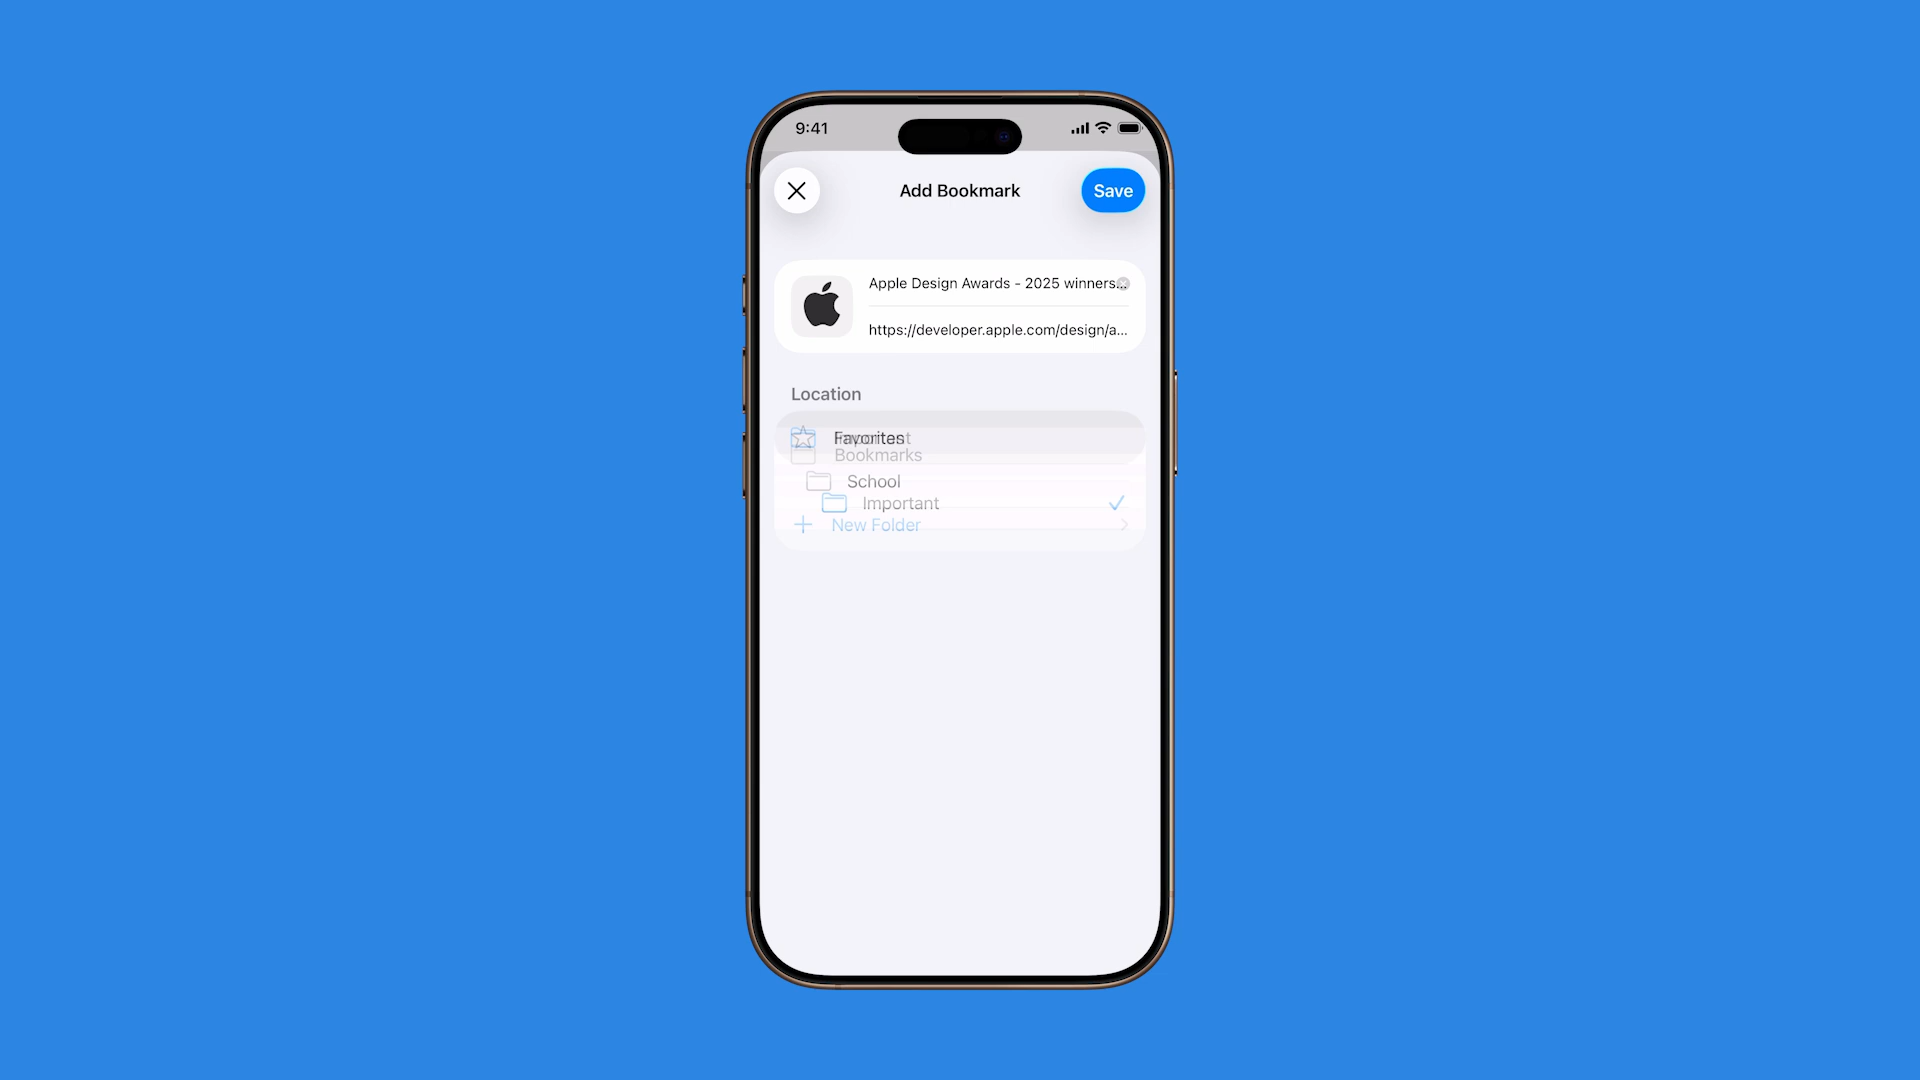 9:41
Add Bookmark
Save
Apple Design Awards - 2025 winners...
https://developer.apple.com/design/a...
Location
Favorites
Important
Bookmarks
School
Important
New Folder